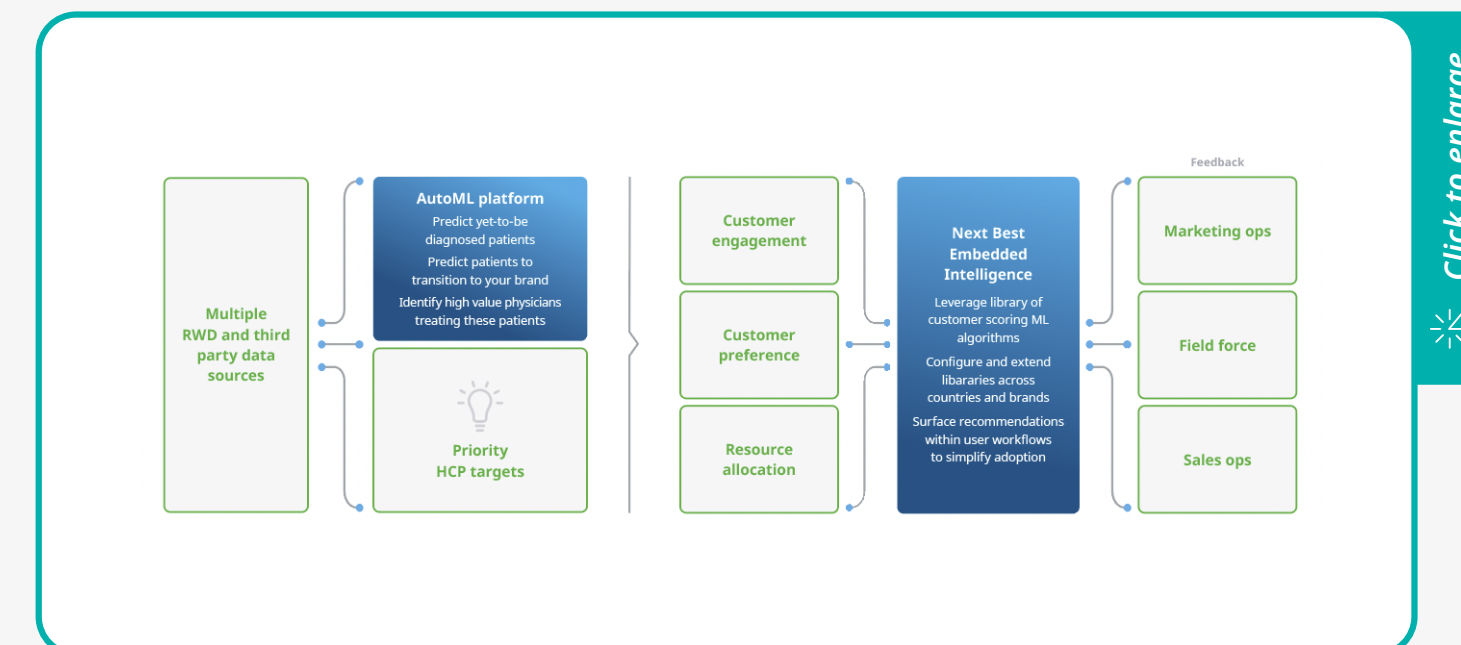 Multiple
RWD and third
party data
sources
AutoML platform
Predict yet-to-be
diagnosed patients
Predict patients to
transition to your brand
Identify high value physicians
treating these patients
Priority
HCP targets
Customer
engagement
Customer
preference
Resource
allocation
Next Best
Embedded
Intelligence
Leverage library of
customer scoring ML
algorithms
Configure and extend
libararies across
countries and brands
Surface recommendations
within user workflows
to simplify adoption
Feedback
Marketing ops
Field force
Sales ops
Click to enlarge